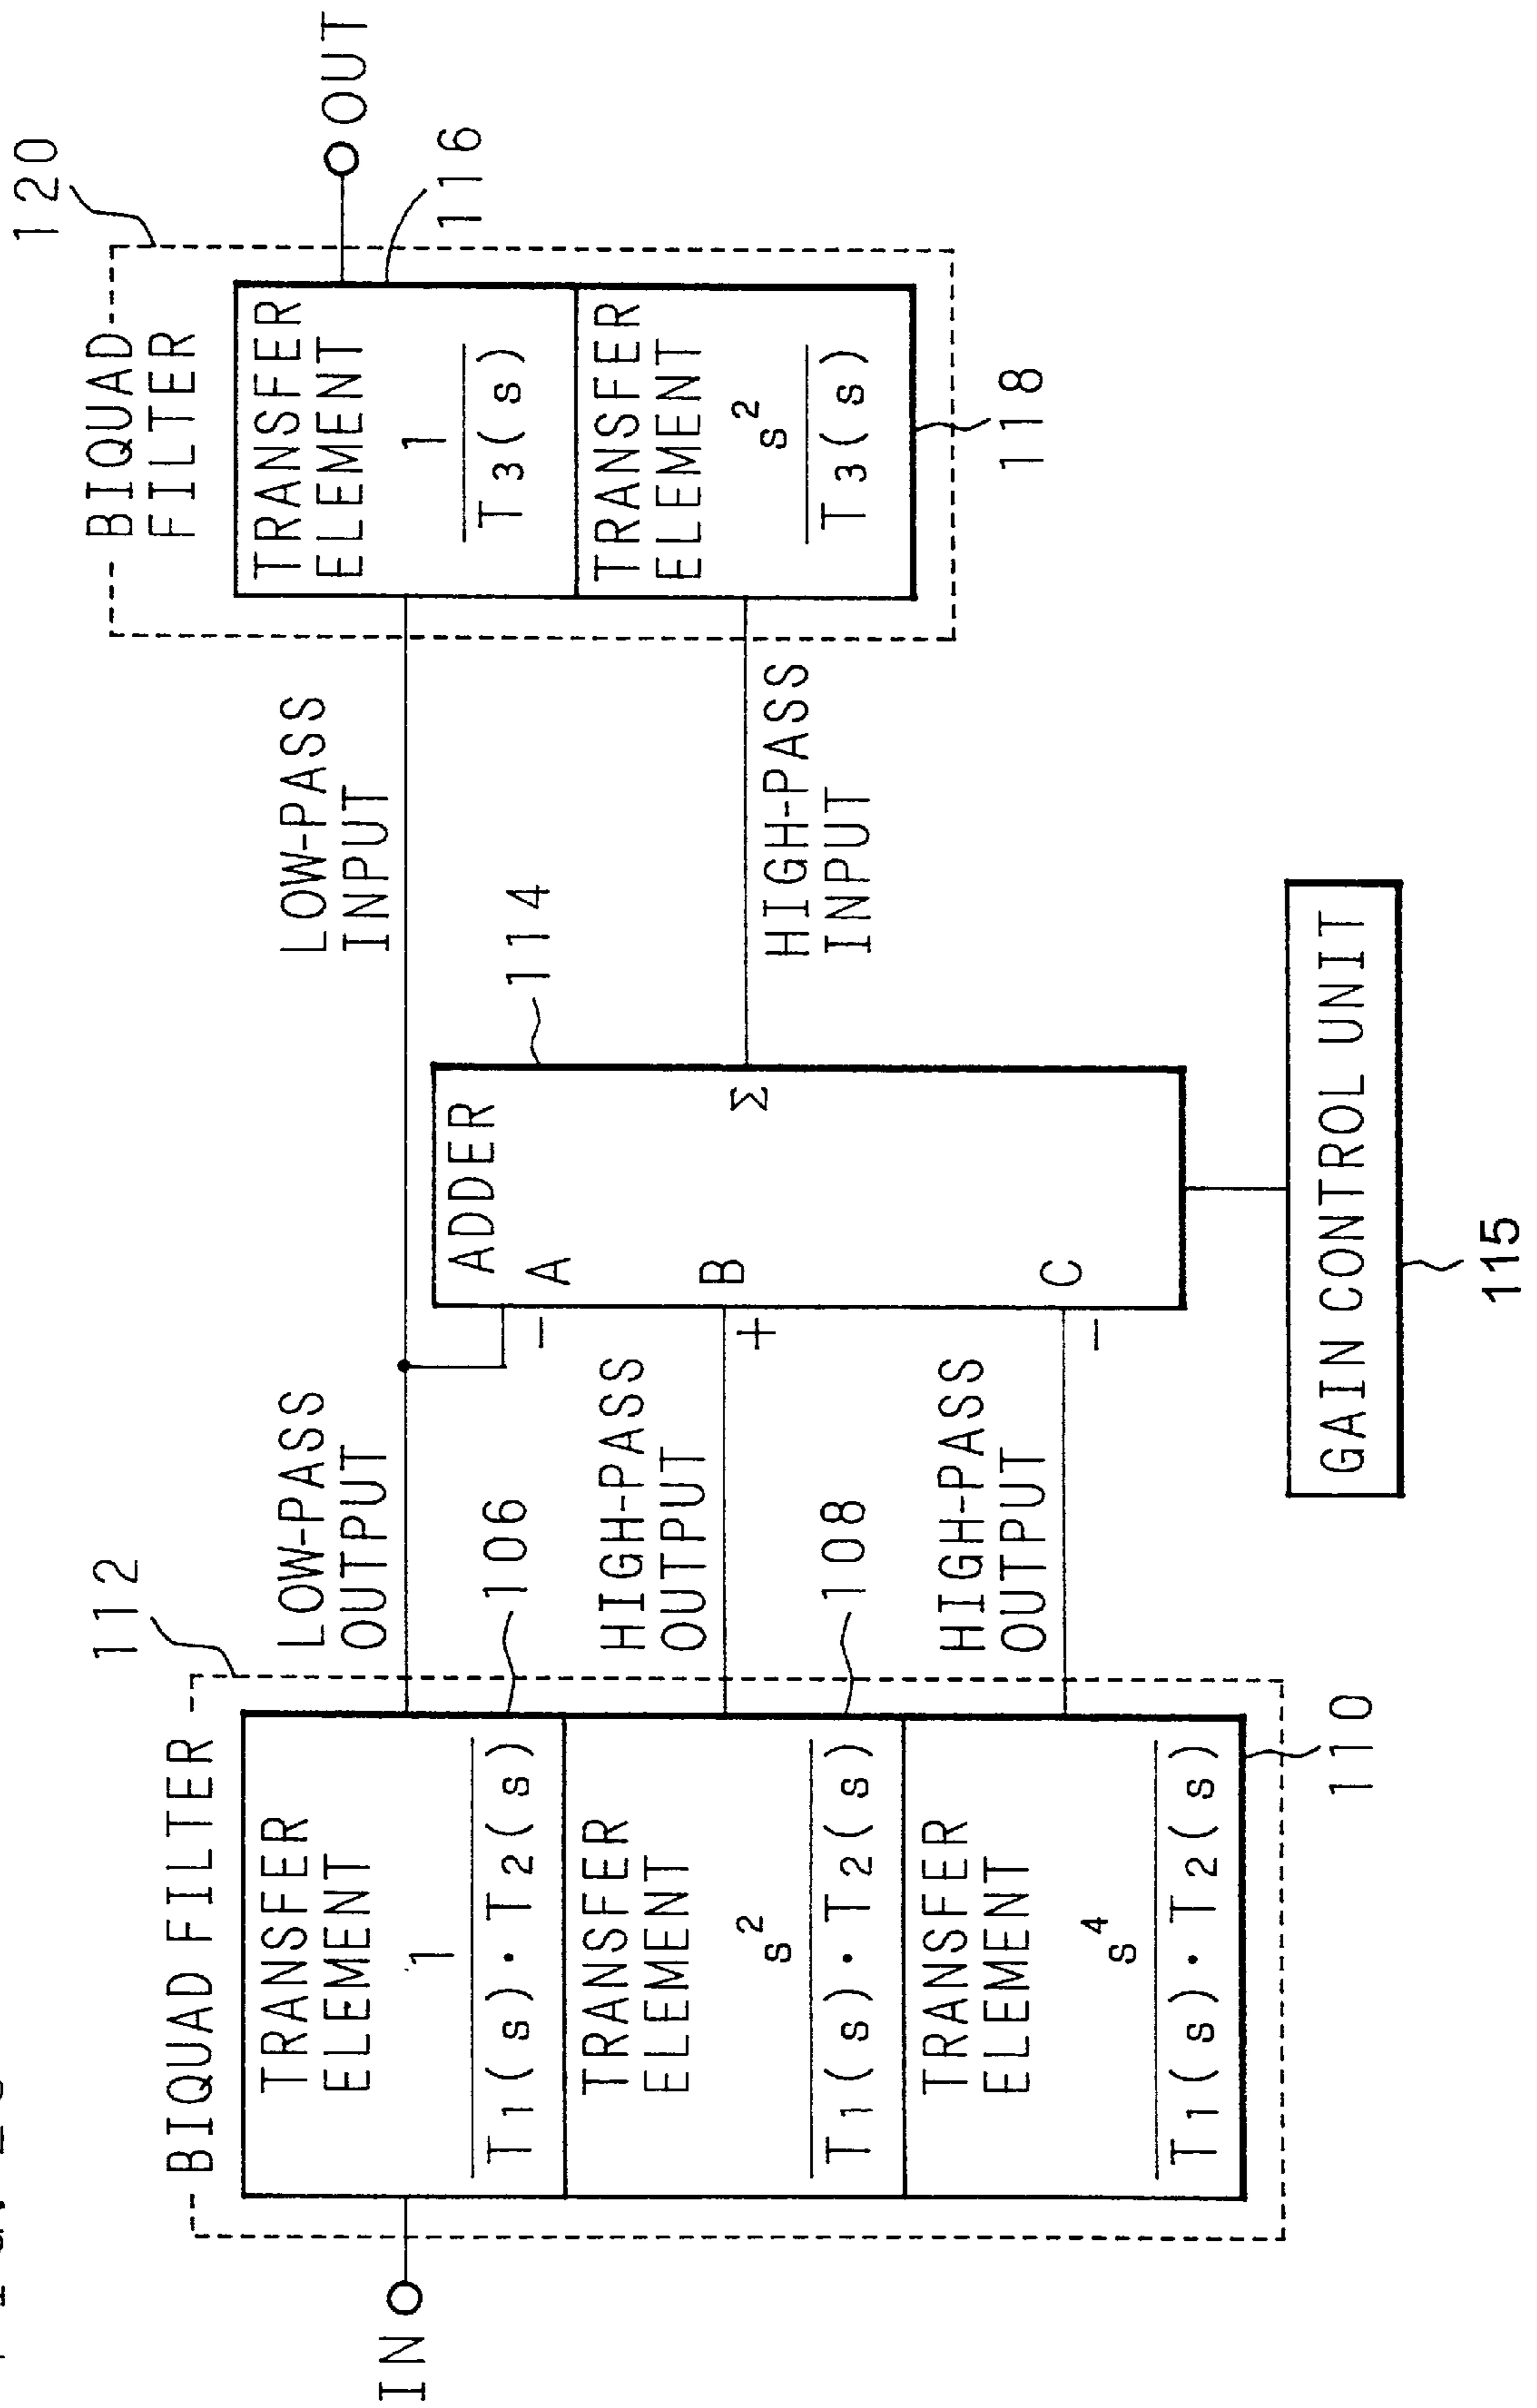 IN
BIQUAD FILTER
112
TRANSFER
ELEMENT
1
T1(s)·T2(s)
106
TRANSFER
ELEMENT
s²
T1(s)·T2(s)
108
TRANSFER
ELEMENT
s⁴
T1(s)·T2(s)
110
LOW-PASS
OUTPUT
HIGH-PASS
OUTPUT
HIGH-PASS
OUTPUT
ADDER
A
−
B
+
C
−
Σ
114
GAIN CONTROL UNIT
115
LOW-PASS
INPUT
HIGH-PASS
INPUT
BIQUAD
FILTER
120
TRANSFER
ELEMENT
1
T3(s)
116
TRANSFER
ELEMENT
s²
T3(s)
118
OUT